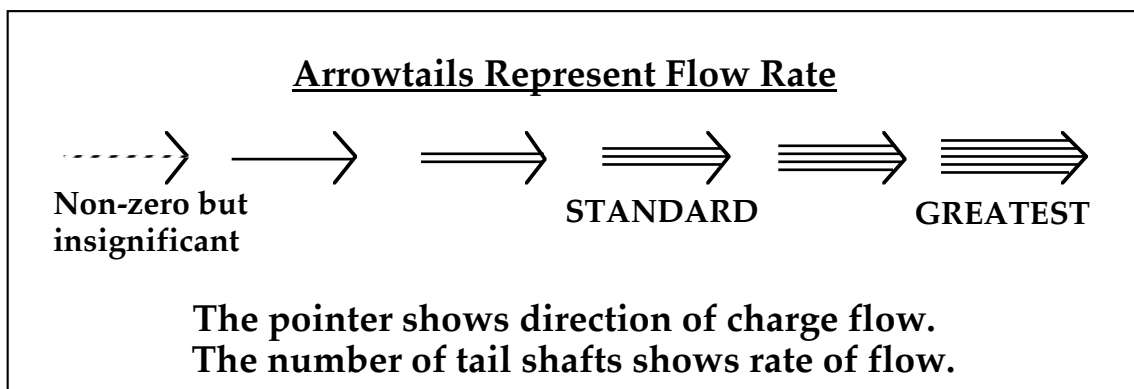 Arrowtails Represent Flow Rate
Non-zero but
insignificant
STANDARD
GREATEST
The pointer shows direction of charge flow.
The number of tail shafts shows rate of flow.